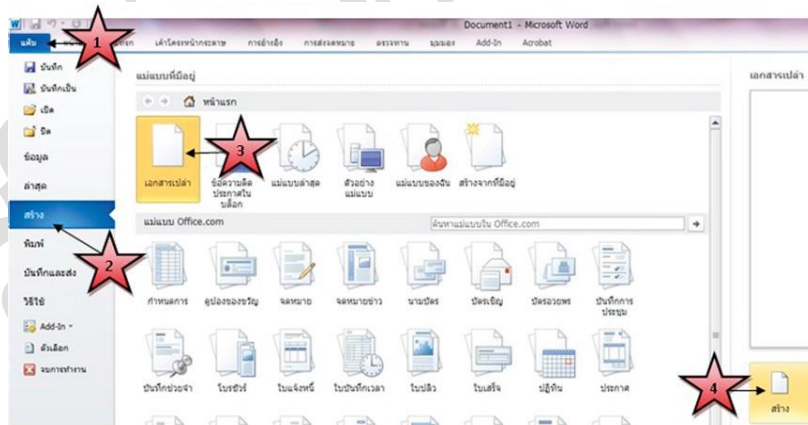 Document1 - Microsoft Word
แฟ้ม
เค้าโครงหน้ากระดาษ การอ้างอิง การส่งจดหมาย ตรวจทาน มุมมอง Add-In Acrobat
1
บันทึก
บันทึกเป็น
เปิด
ปิด
ข้อมูล
ล่าสุด
สร้าง
2
พิมพ์
บันทึกและส่ง
วิธีใช้
Add-In
ตัวเลือก
จบการทำงาน
แม่แบบที่มีอยู่
หน้าแรก
3
เอกสารเปล่า
ข้อความติด
ประกาศใน
บล็อก
แม่แบบล่าสุด
ตัวอย่าง
แม่แบบ
แม่แบบของฉัน
สร้างจากที่มีอยู่
แม่แบบ Office.com
ค้นหาแม่แบบใน Office.com
กำหนดการ
คูปองของขวัญ
จดหมาย
จดหมายข่าว
นามบัตร
บัตรเชิญ
บัตรอวยพร
บันทึกการ
ประชุม
บันทึกช่วยจำ
โบรชัวร์
ใบแจ้งหนี้
ใบบันทึกเวลา
ใบปลิว
ใบเสร็จ
ปฏิทิน
ประกาศ
เอกสารเปล่า
4
สร้าง